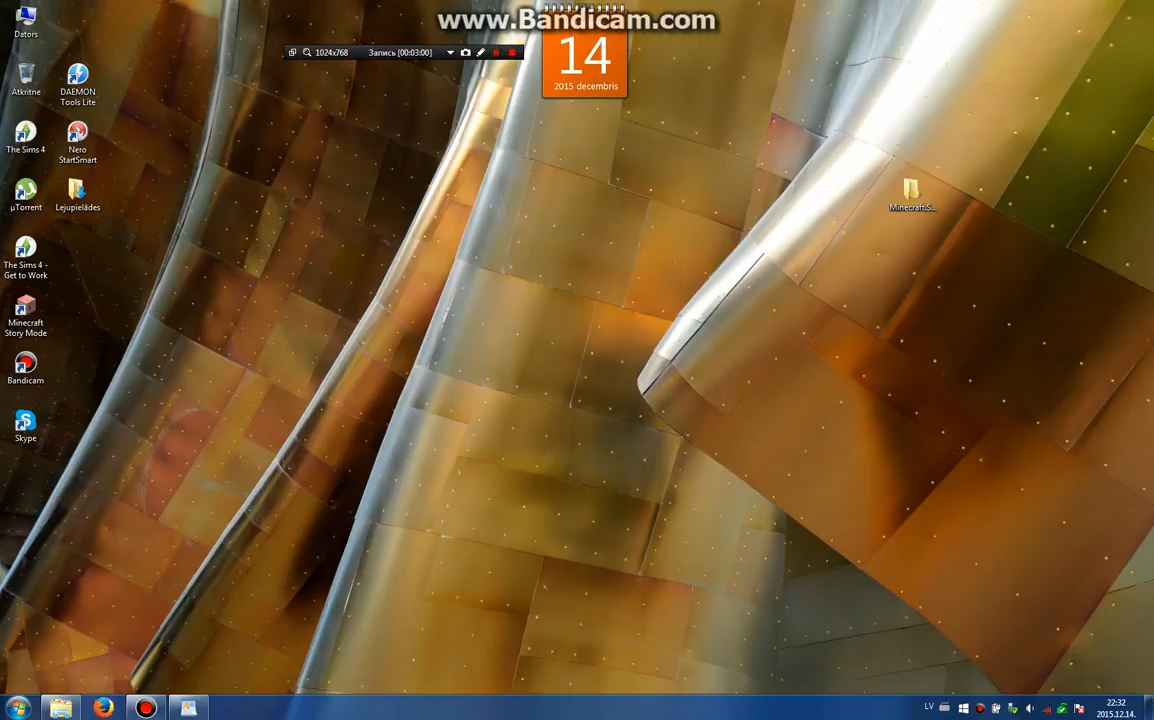 www.Bandicam.com
1024x768 Запись [00:03:00]
14
2015 decembris
Dators
Atkritne
DAEMON
Tools Lite
The Sims 4
Nero
StartSmart
µTorrent
Lejupielādes
Minecraft.S...
The Sims 4 -
Get to Work
Minecraft
Story Mode
Bandicam
Skype
LV
22:32
2015.12.14.